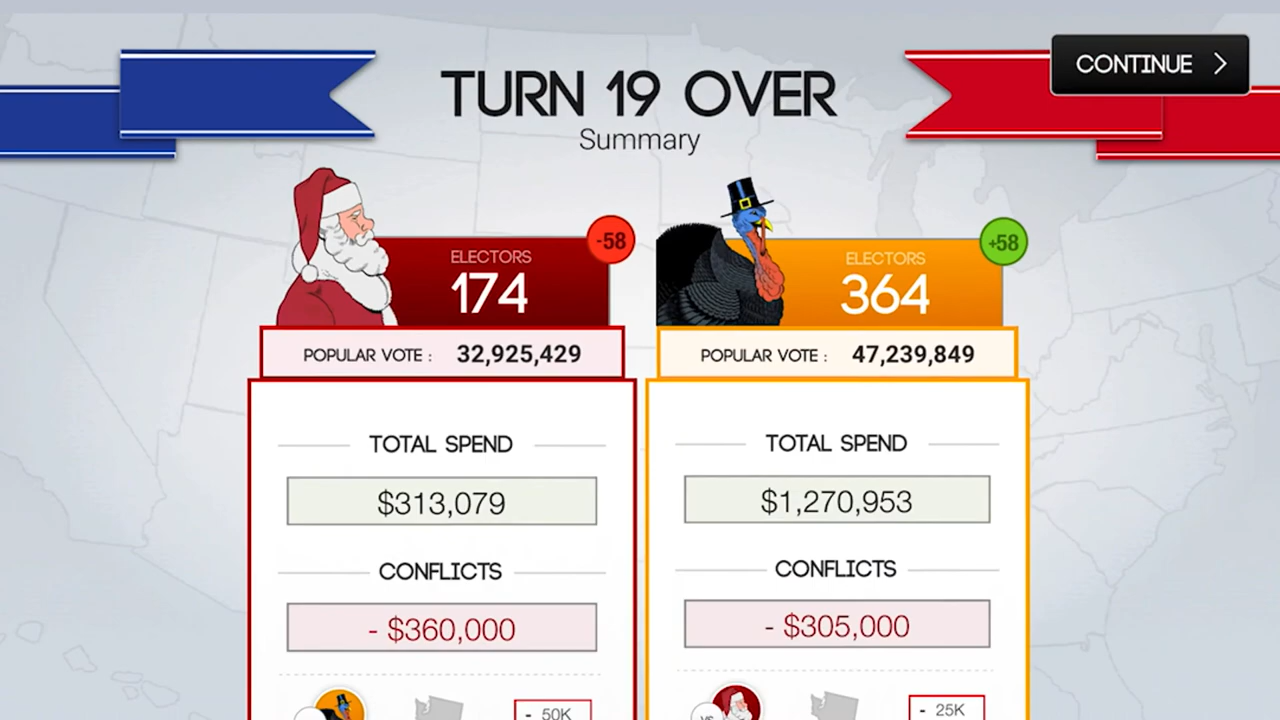 CONTINUE
TURN 19 OVER
Summary
-58
ELECTORS
174
POPULAR VOTE : 32,925,429
TOTAL SPEND
$313,079
CONFLICTS
- $360,000
- 50K
+58
ELECTORS
364
POPULAR VOTE : 47,239,849
TOTAL SPEND
$1,270,953
CONFLICTS
- $305,000
VS
- 25K